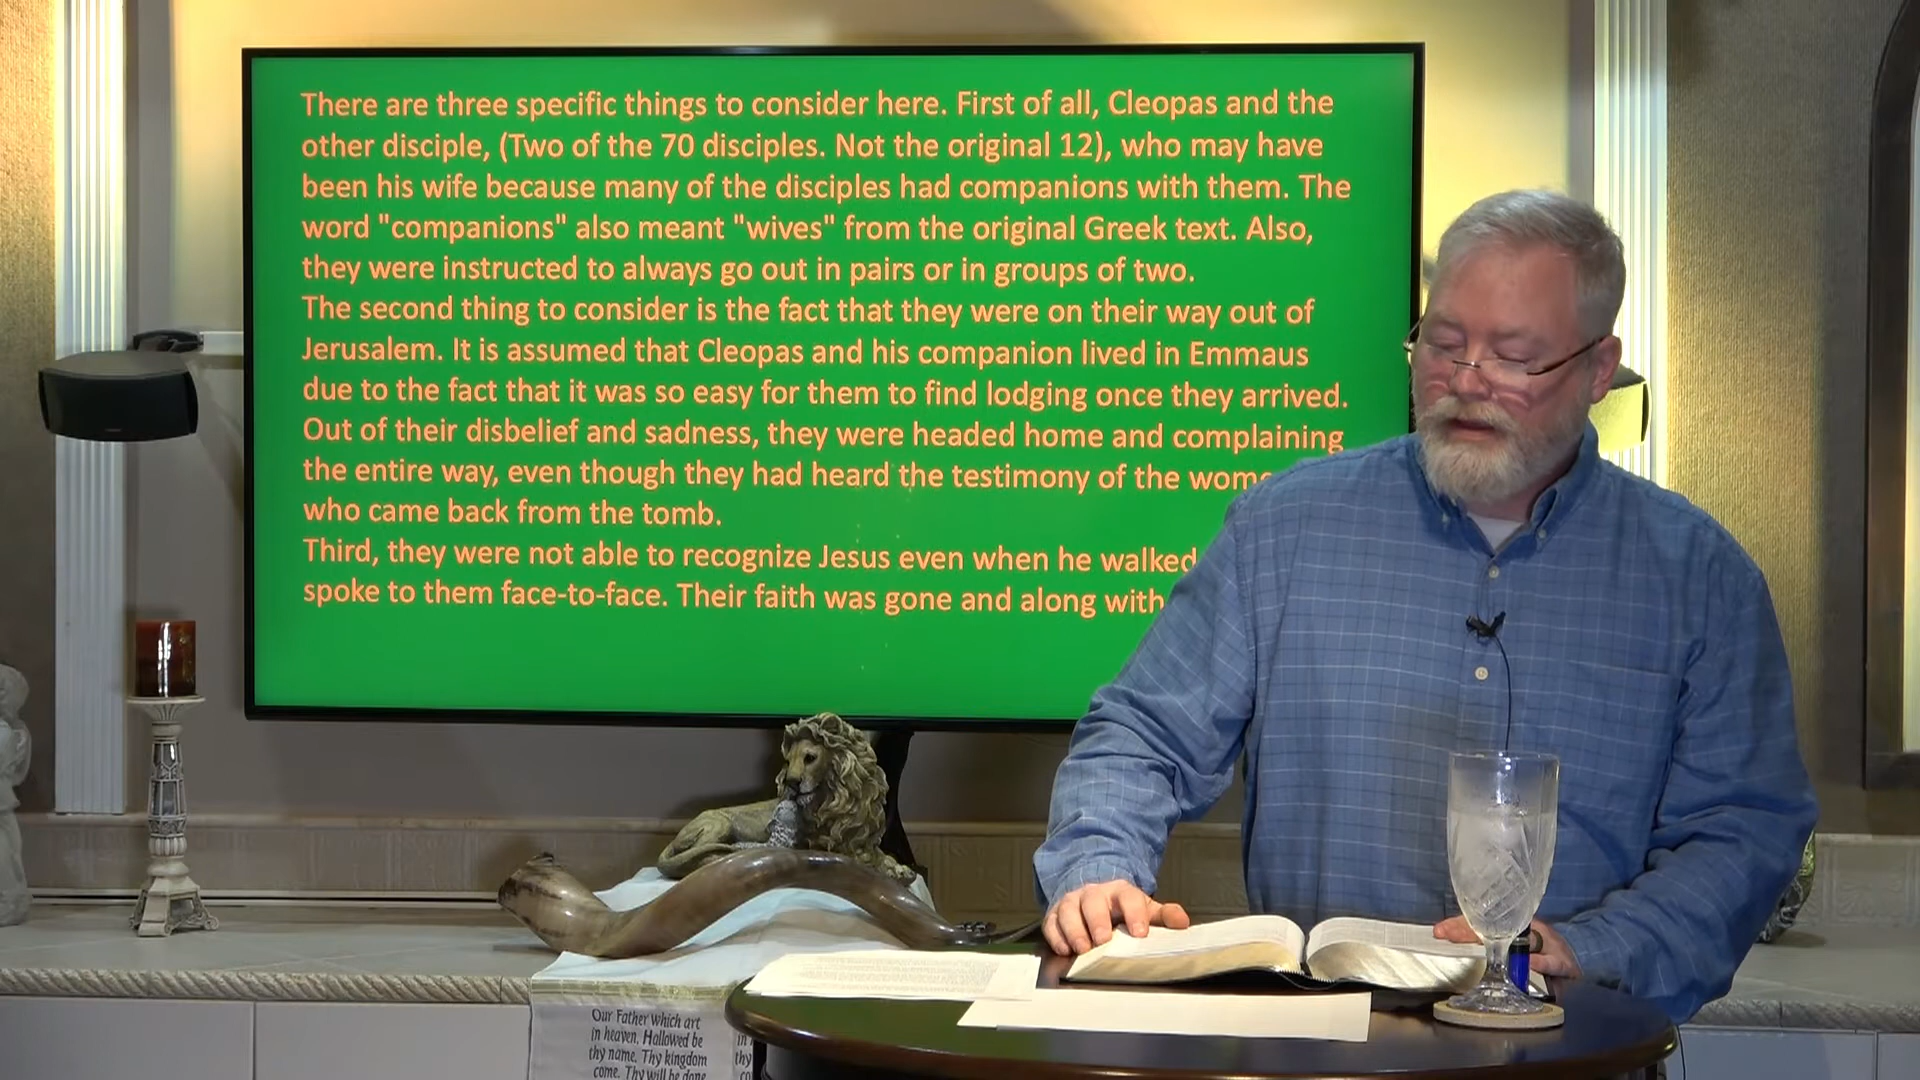 There are three specific things to consider here. First of all, Cleopas and the
other disciple, (Two of the 70 disciples. Not the original 12), who may have
been his wife because many of the disciples had companions with them. The
word "companions" also meant "wives" from the original Greek text. Also,
they were instructed to always go out in pairs or in groups of two.
The second thing to consider is the fact that they were on their way out of
Jerusalem. It is assumed that Cleopas and his companion lived in Emmaus
due to the fact that it was so easy for them to find lodging once they arrived.
Out of their disbelief and sadness, they were headed home and complaining
the entire way, even though they had heard the testimony of the
who came back from the tomb.
Third, they were not able to recognize Jesus even when he walked
spoke to them face-to-face. Their faith was gone and along with
Our Father which art
in heaven, Hallowed be
thy name. Thy kingdom
come. Thy will be done